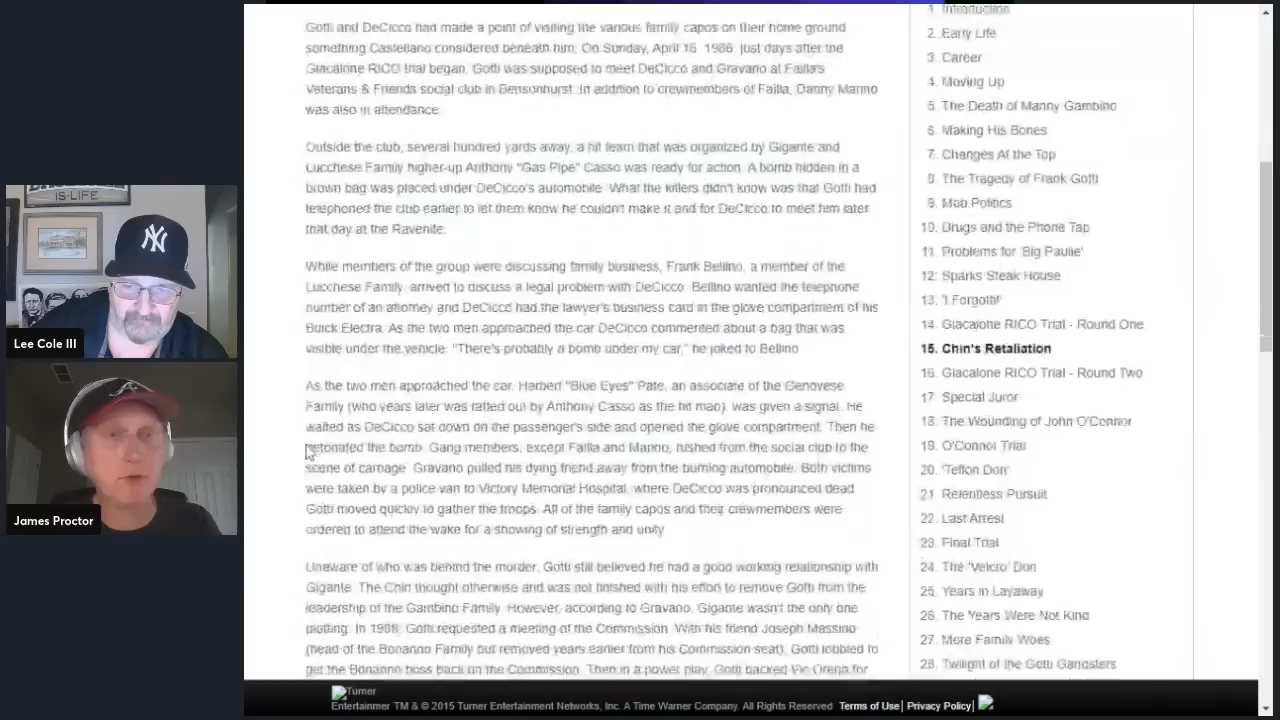 Gotti and DeCicco had made a point of visiting the various family capos on their home ground
something Castellano considered beneath him. On Sunday, April 16, 1986, just days after the
Giacalone RICO trial began, Gotti was supposed to meet DeCicco and Gravano at Failla's
Veterans & Friends social club in Bensonhurst. In addition to crewmembers of Failla, Danny Marino
was also in attendance.
Outside the club, several hundred yards away, a hit team that was organized by Gigante and
Lucchese Family higher-up Anthony "Gas Pipe" Casso was ready for action. A bomb hidden in a
brown bag was placed under DeCicco's automobile. What the killers didn't know was that Gotti had
telephoned the club earlier to let them know he couldn't make it and for DeCicco to meet him later
that day at the Ravenite.
While members of the group were discussing family business, Frank Bellino, a member of the
Lucchese Family, arrived to discuss a legal problem with DeCicco. Bellino wanted the telephone
number of an attorney and DeCicco had the lawyer's business card in the glove compartment of his
Buick Electra. As the two men approached the car DeCicco commented about a bag that was
visible under the vehicle. "There's probably a bomb under my car," he joked to Bellino
As the two men approached the car, Herbert "Blue Eyes" Pate, an associate of the Genovese
Family (who years later was ratted out by Anthony Casso as the hit man), was given a signal. He
waited as DeCicco sat down on the passenger's side and opened the glove compartment. Then he
detonated the bomb. Gang members, except Failla and Marino, rushed from the social club to the
scene of carnage. Gravano pulled his dying friend away from the burning automobile. Both victims
were taken by a police van to Victory Memorial Hospital, where DeCicco was pronounced dead
Gotti moved quickly to gather the troops. All of the family capos and their crewmembers were
ordered to attend the wake for a showing of strength and unity
Unaware of who was behind the murder, Gotti still believed he had a good working relationship with
Gigante. The Chin thought otherwise and was not finished with his effort to remove Gotti from the
leadership of the Gambino Family. However, according to Gravano, Gigante wasn't the only one
plotting. In 1988, Gotti requested a meeting of the Commission. With his friend Joseph Massino
(head of the Bonanno Family but removed years earlier from his Commission seat), Gotti lobbied to
get the Bonanno boss back on the Commission. Then in a power play, Gotti backed Vic Orena for
1. Introduction
2. Early Life
3. Career
4. Moving Up
5. The Death of Manny Gambino
6. Making His Bones
7. Changes At the Top
8. The Tragedy of Frank Gotti
9. Mob Politics
10. Drugs and the Phone Tap
11. Problems for 'Big Paulie'
12. Sparks Steak House
13. 'I Forgotti!'
14. Giacalone RICO Trial - Round One
15. Chin's Retaliation
16. Giacalone RICO Trial - Round Two
17. Special Juror
18. The Wounding of John O'Connor
19. O'Connor Trial
20. 'Teflon Don'
21. Relentless Pursuit
22. Last Arrest
23. Final Trial
24. The 'Velcro' Don
25. Years in Layaway
26. The Years Were Not Kind
27. More Family Woes
28. Twilight of the Gotti Gangsters
IS-LIFE
NY
Lee Cole III
James Proctor
Turner
Entertainmer TM & © 2015 Turner Entertainment Networks, Inc. A Time Warner Company. All Rights Reserved Terms of Use| Privacy Policy|